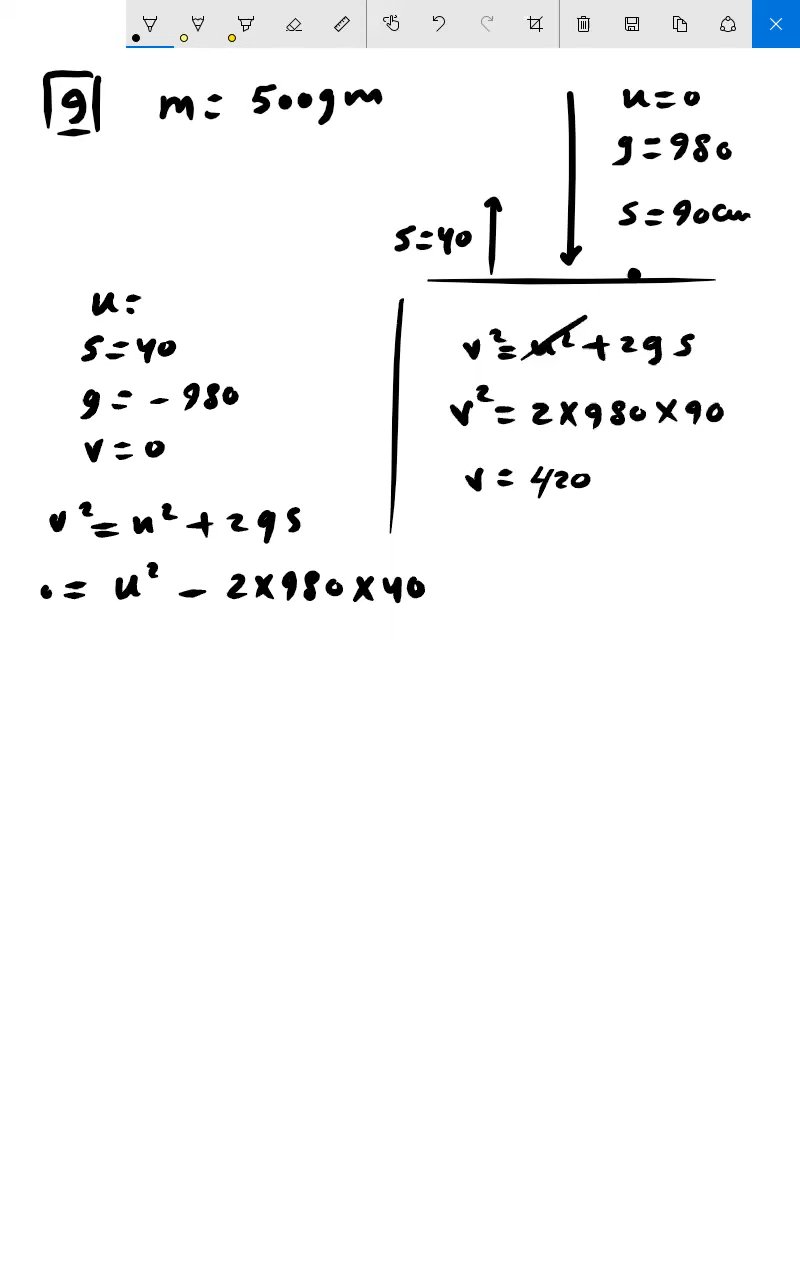 9 m = 500gm
u = 0
g = 980
s = 90cm
s = 40
u =
s = 40
g = - 980
v = 0
v² = u² + 2gs
0 = u² - 2×980×40
v² = u² + 2gs
v² = 2×980×90
v = 420